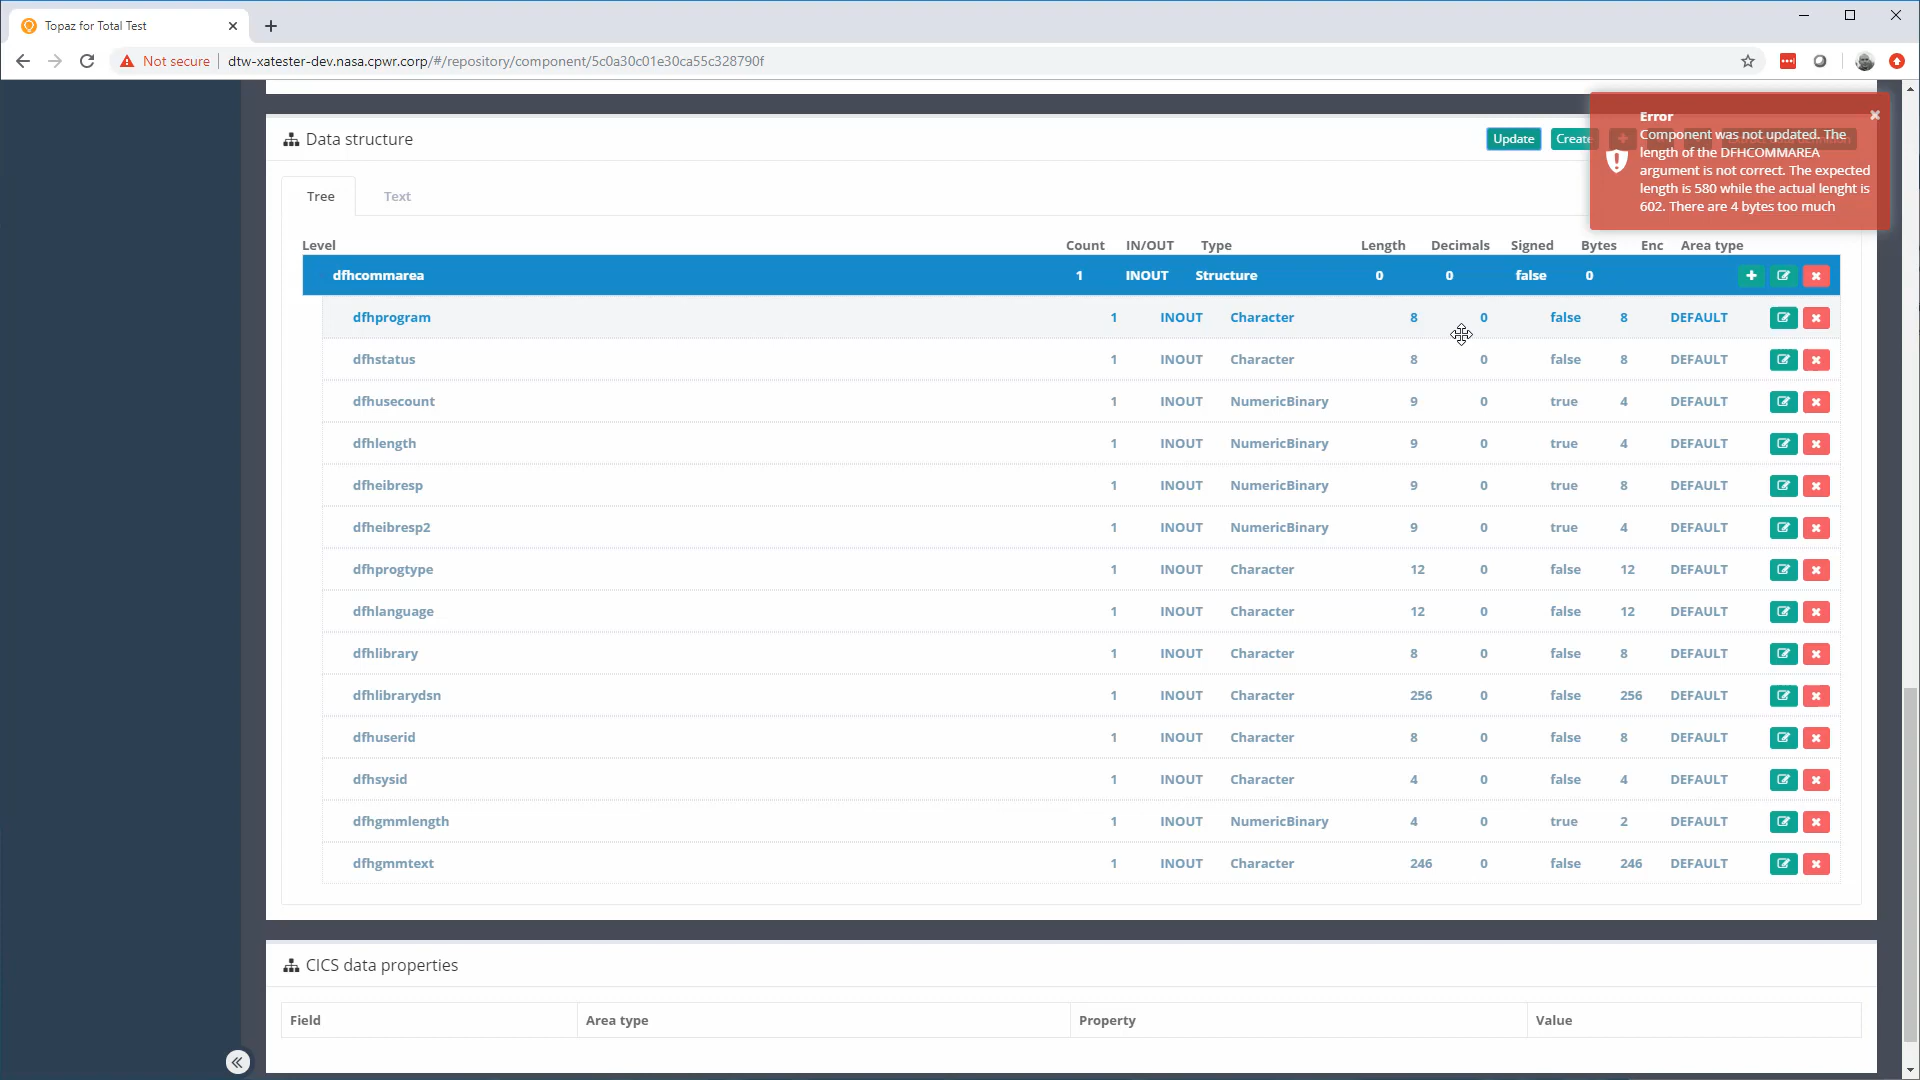 Topaz for Total Test
Not secure | dtw-xatester-dev.nasa.cpwr.corp/#/repository/component/5c0a30c01e30ca55c328790f
Data structure
Update
Create
Error
Component was not updated. The
length of the DFHCOMMAREA
argument is not correct. The expected
length is 580 while the actual lenght is
602. There are 4 bytes too much
Tree
Text
Level Count IN/OUT Type Length Decimals Signed Bytes Enc Area type
dfhcommarea 1 INOUT Structure 0 0 false 0
dfhprogram 1 INOUT Character 8 0 false 8 DEFAULT
dfhstatus 1 INOUT Character 8 0 false 8 DEFAULT
dfhusecount 1 INOUT NumericBinary 9 0 true 4 DEFAULT
dfhlength 1 INOUT NumericBinary 9 0 true 4 DEFAULT
dfheibresp 1 INOUT NumericBinary 9 0 true 8 DEFAULT
dfheibresp2 1 INOUT NumericBinary 9 0 true 4 DEFAULT
dfhprogtype 1 INOUT Character 12 0 false 12 DEFAULT
dfhlanguage 1 INOUT Character 12 0 false 12 DEFAULT
dfhlibrary 1 INOUT Character 8 0 false 8 DEFAULT
dfhlibrarydsn 1 INOUT Character 256 0 false 256 DEFAULT
dfhuserid 1 INOUT Character 8 0 false 8 DEFAULT
dfhsysid 1 INOUT Character 4 0 false 4 DEFAULT
dfhgmmlength 1 INOUT NumericBinary 4 0 true 2 DEFAULT
dfhgmmtext 1 INOUT Character 246 0 false 246 DEFAULT
CICS data properties
Field Area type Property Value